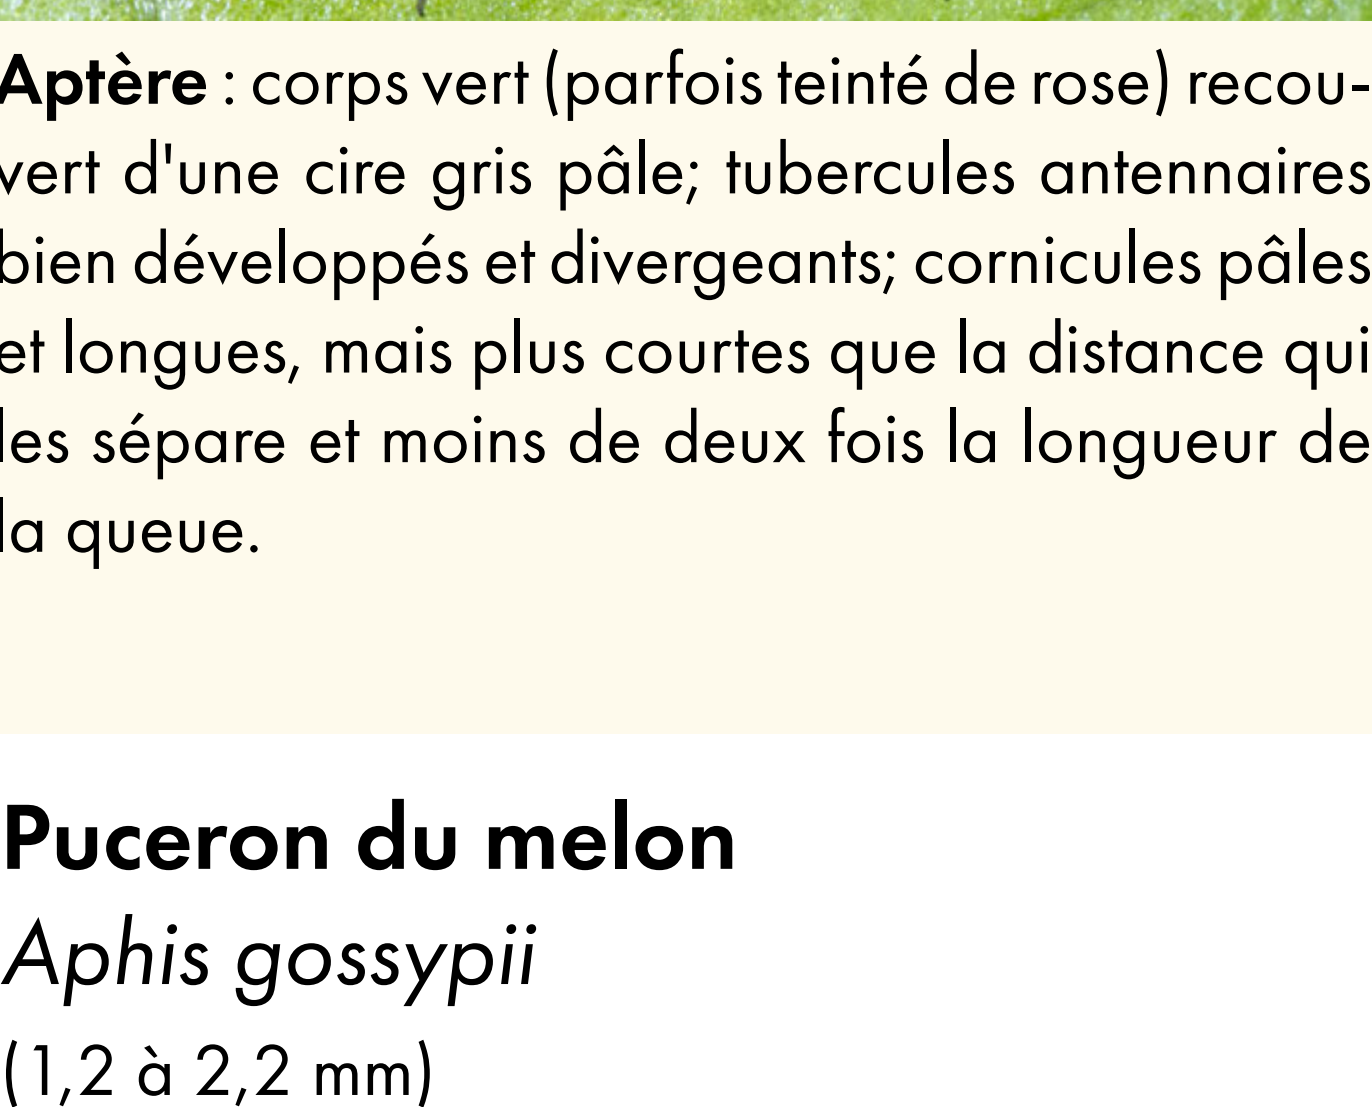 Aptère : corps vert (parfois teinté de rose) recou-
vert d'une cire gris pâle; tubercules antennaires
bien développés et divergeants; cornicules pâles
et longues, mais plus courtes que la distance qui
les sépare et moins de deux fois la longueur de
la queue.
Puceron du melon
Aphis gossypii
(1,2 à 2,2 mm)